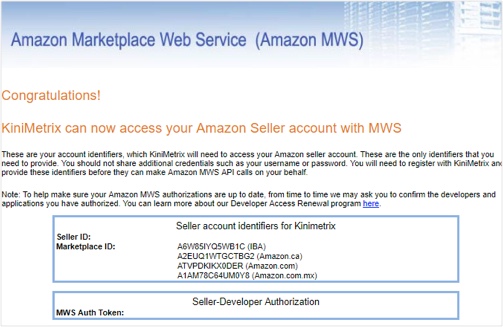 Amazon Marketplace Web Service (Amazon MWS)
Congratulations!
KiniMetrix can now access your Amazon Seller account with MWS
These are your account identifiers, which KiniMetrix will need to access your Amazon seller account. These are the only identifiers that you
need to provide. You should not share additional credentials such as your username or password. You will need to register with KiniMetrix and
provide these identifiers before they can make Amazon MWS API calls on your behalf.
Note: To help make sure your Amazon MWS authorizations are up to date, from time to time we may ask you to confirm the developers and
applications you have authorized. You can learn more about our Developer Access Renewal program here.
Seller account identifiers for Kinimetrix
Seller ID:
Marketplace ID: A6W85IYQ5WB1C (IBA)
A2EUQ1WTGCTBG2 (Amazon.ca)
ATVPDKIKX0DER (Amazon.com)
A1AM78C64UM0Y8 (Amazon.com.mx)
Seller-Developer Authorization
MWS Auth Token: